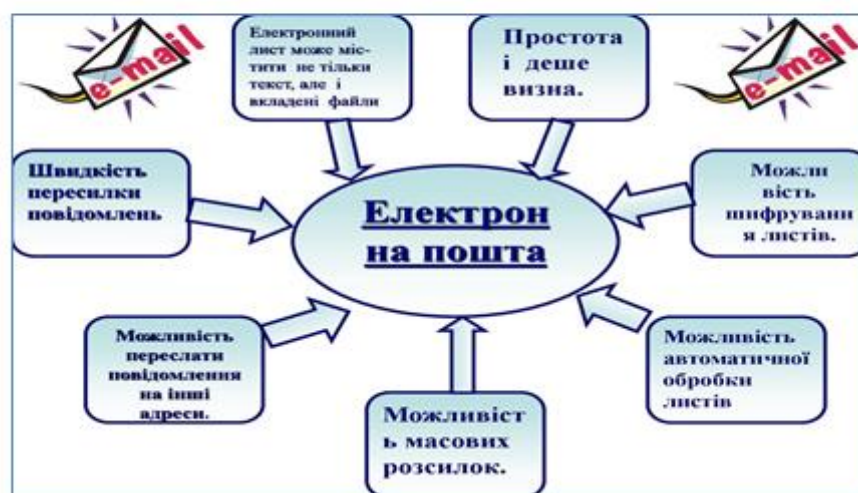 e-mail
Електронний
лист може міс-
тити не тільки
текст, але і
вкладені файли
Простота
і деше
визна.
e-mail
Швидкість
пересилки
повідомлень
Електрон
на пошта
Можли
вість
шифруван
я листів.
Можливість
переслати
повідомлення
на інші
адреси.
Можливіст
ь масових
розсилок.
Можливість
автоматичної
обробки
листів